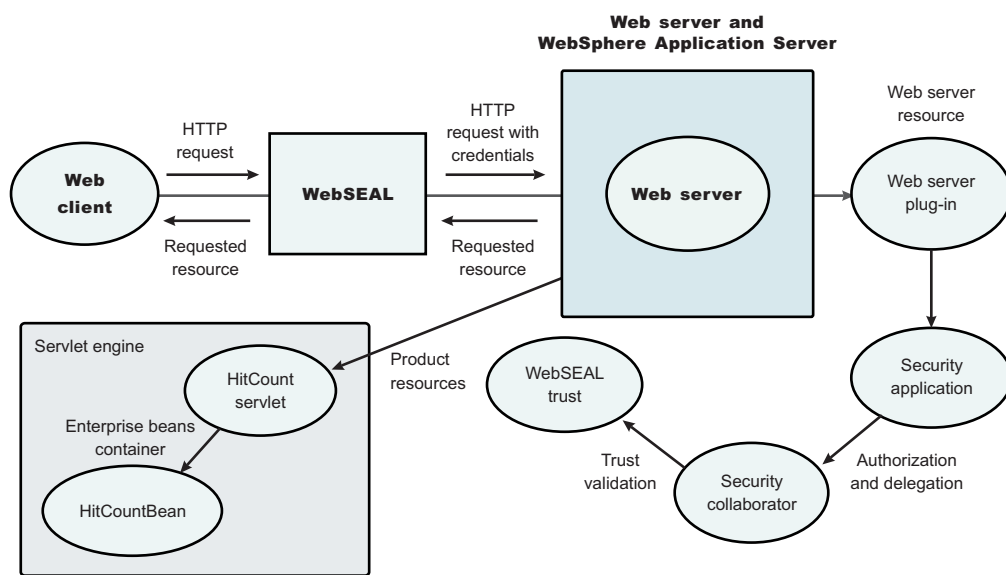 Web server and
WebSphere Application Server
Web server
resource
HTTP
request
HTTP
request with
credentials
Web
client
WebSEAL
Web server
Web server
plug-in
Requested
resource
Requested
resource
Servlet engine
HitCount
servlet
Product
resources
WebSEAL
trust
Security
application
Enterprise beans
container
HitCountBean
Trust
validation
Security
collaborator
Authorization
and delegation